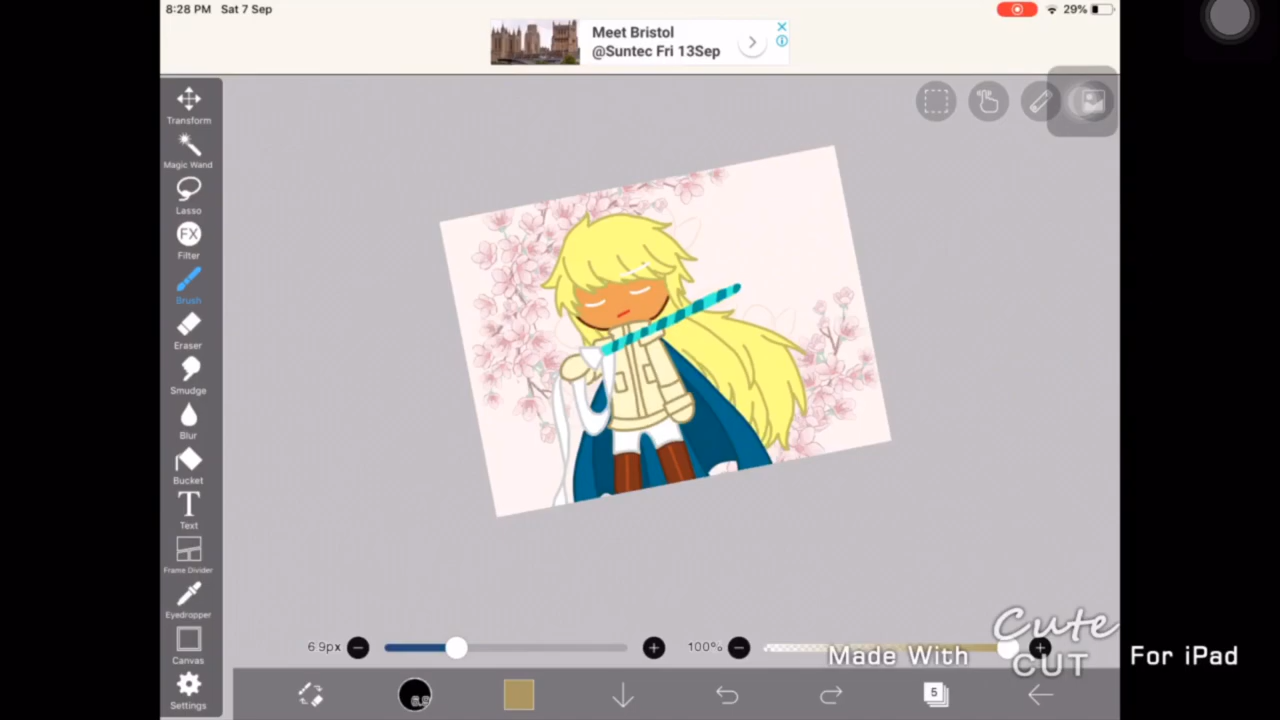 8:28 PM Sat 7 Sep
29%
Meet Bristol
@Suntec Fri 13Sep
Transform
Magic Wand
Lasso
FX
Filter
Brush
Eraser
Smudge
Blur
Bucket
T
Text
Frame Divider
Eyedropper
Canvas
Settings
6.9px
100%
6.9
5
Cute
CUT
Made With
For iPad